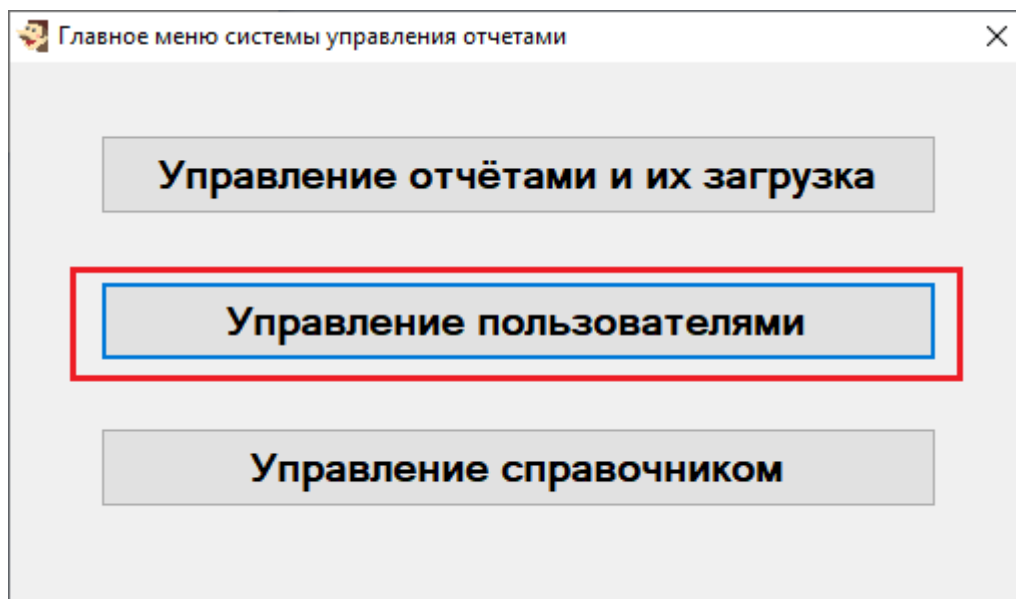 Главное меню системы управления отчетами
Управление отчётами и их загрузка
Управление пользователями
Управление справочником